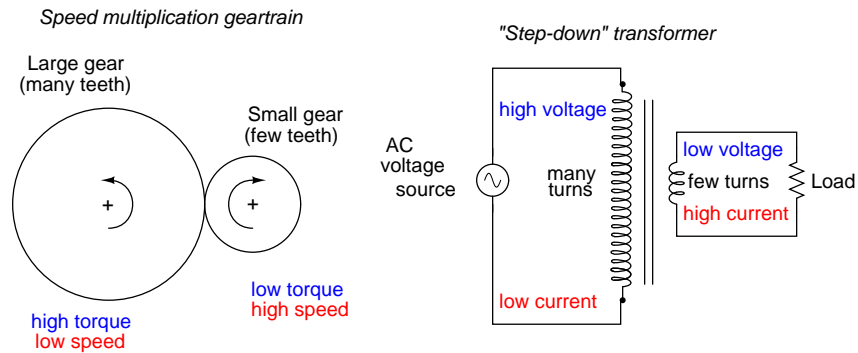 Speed multiplication geartrain
Large gear
(many teeth)
Small gear
(few teeth)
+
+
high torque
low speed
low torque
high speed
"Step-down" transformer
AC
voltage
source
high voltage
many
turns
low current
low voltage
few turns
high current
Load